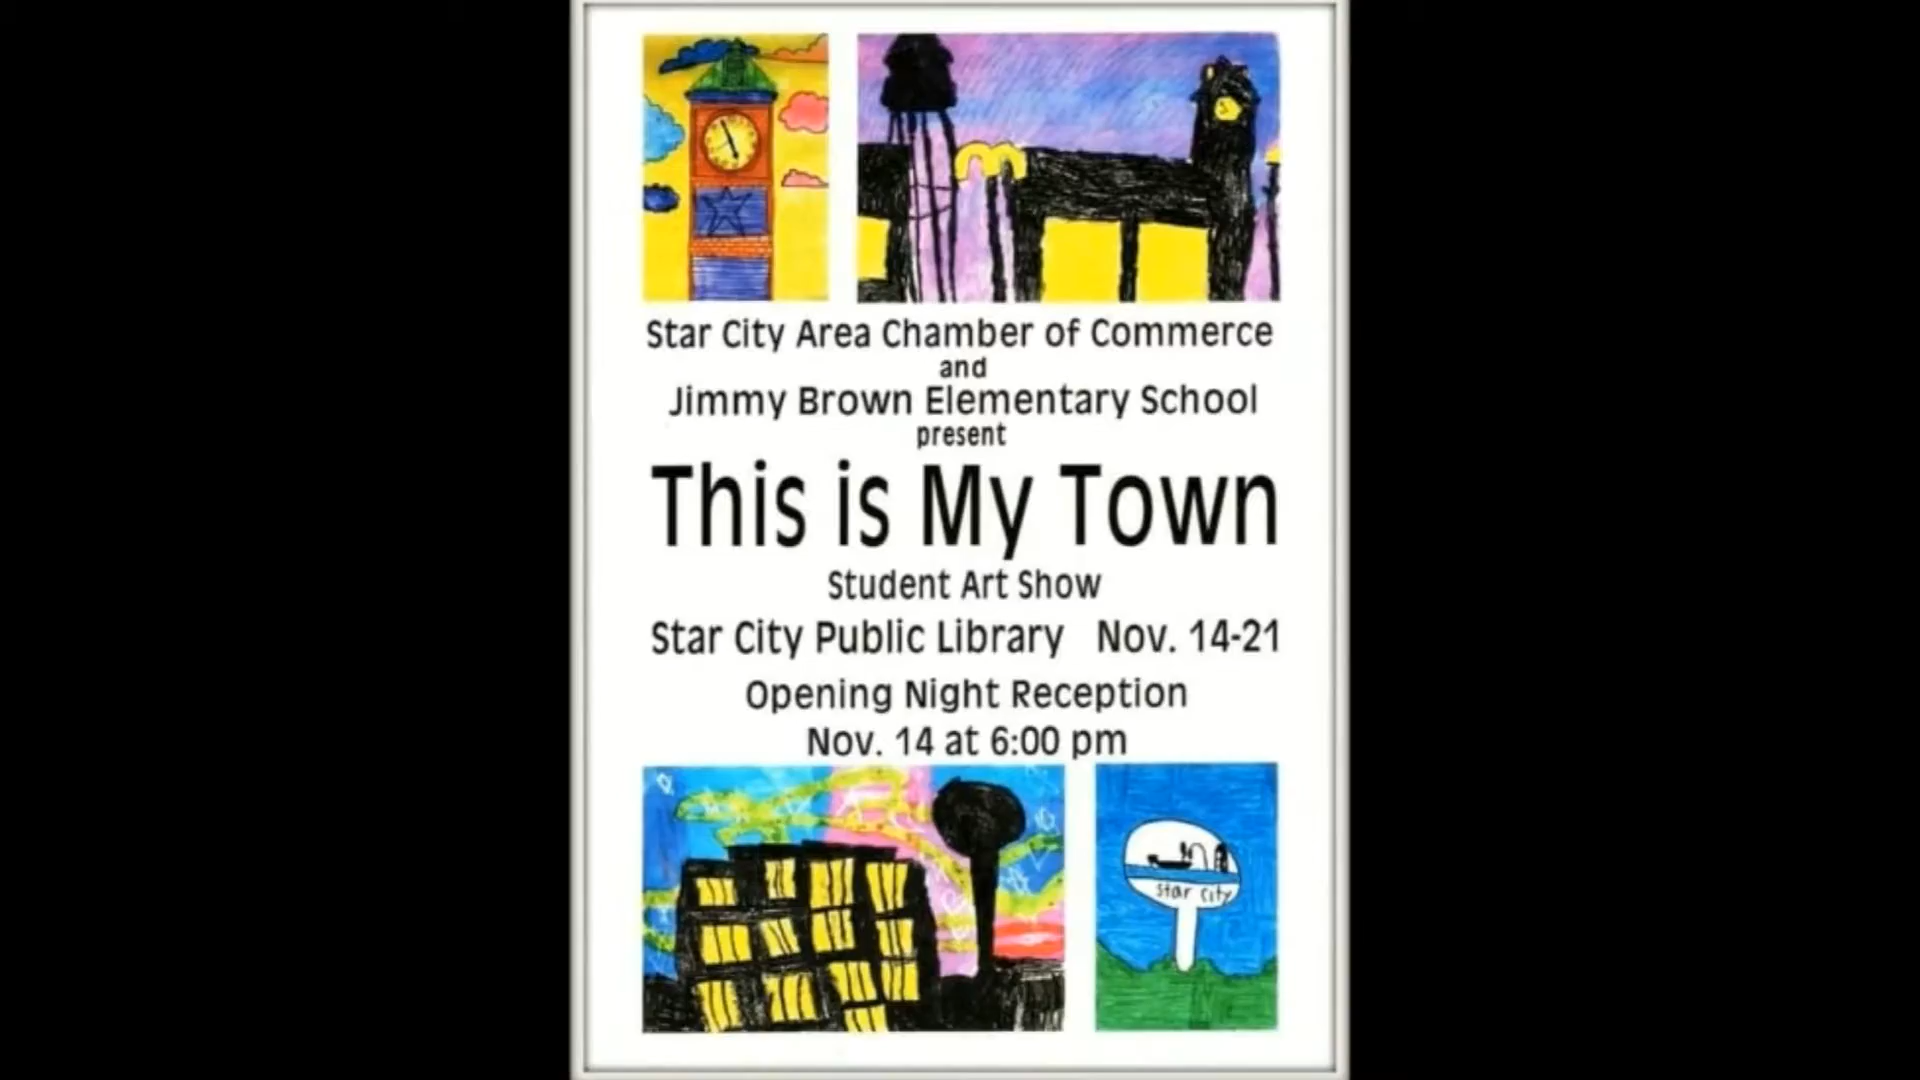 Star City Area Chamber of Commerce
and
Jimmy Brown Elementary School
present
This is My Town
Student Art Show
Star City Public Library Nov. 14-21
Opening Night Reception
Nov. 14 at 6:00 pm
star city